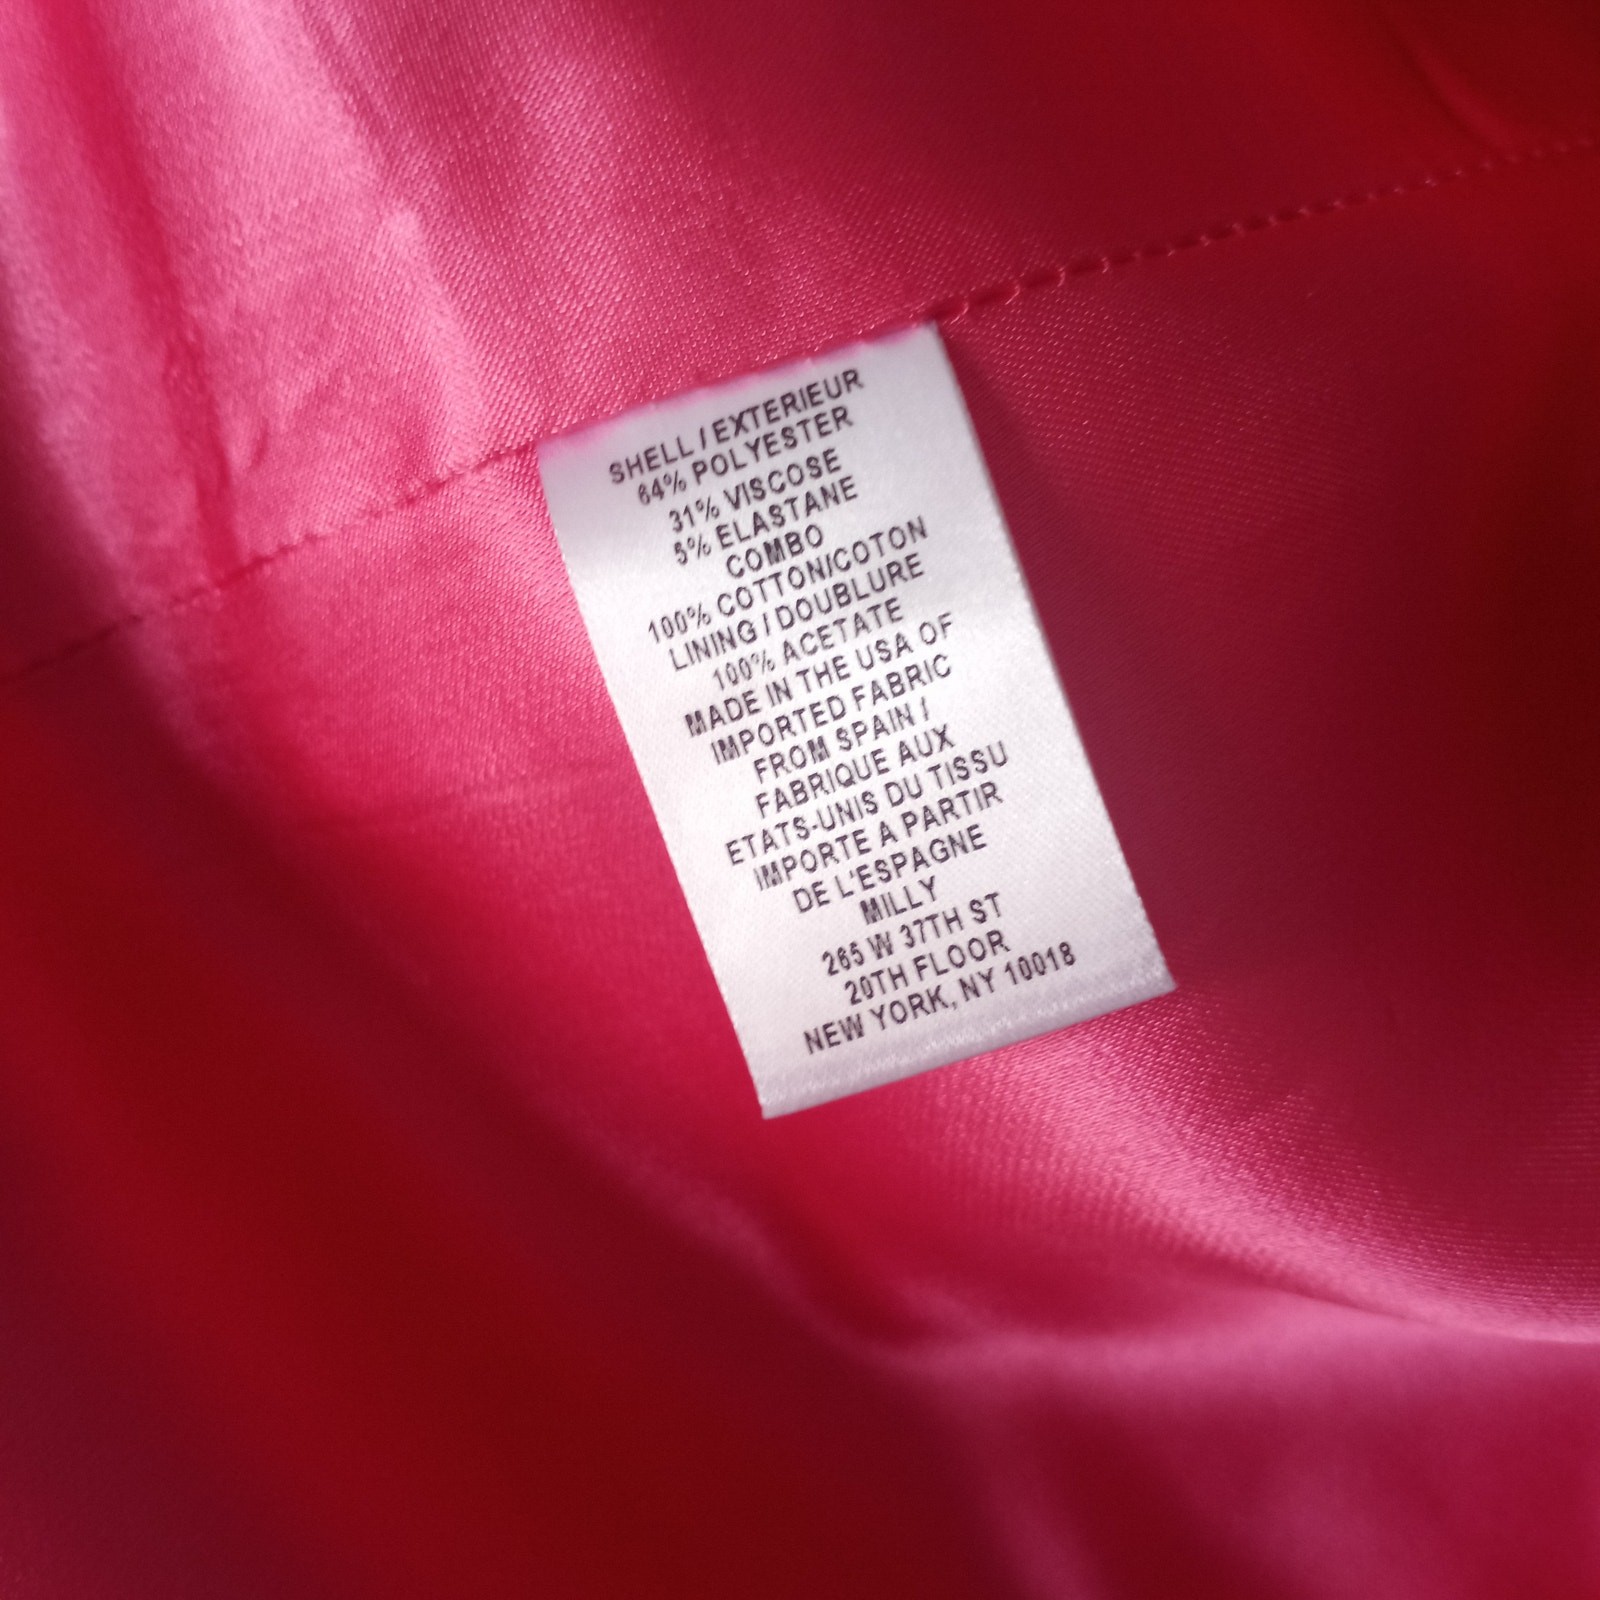 SHELL / EXTERIEUR
64% POLYESTER
31% VISCOSE
5% ELASTANE
COMBO
100% COTTON/COTON
LINING / DOUBLURE
100% ACETATE
MADE IN THE USA OF
IMPORTED FABRIC
FROM SPAIN /
FABRIQUE AUX
ETATS-UNIS DU TISSU
IMPORTE A PARTIR
DE L'ESPAGNE
MILLY
265 W 37TH ST
20TH FLOOR
NEW YORK, NY 10018